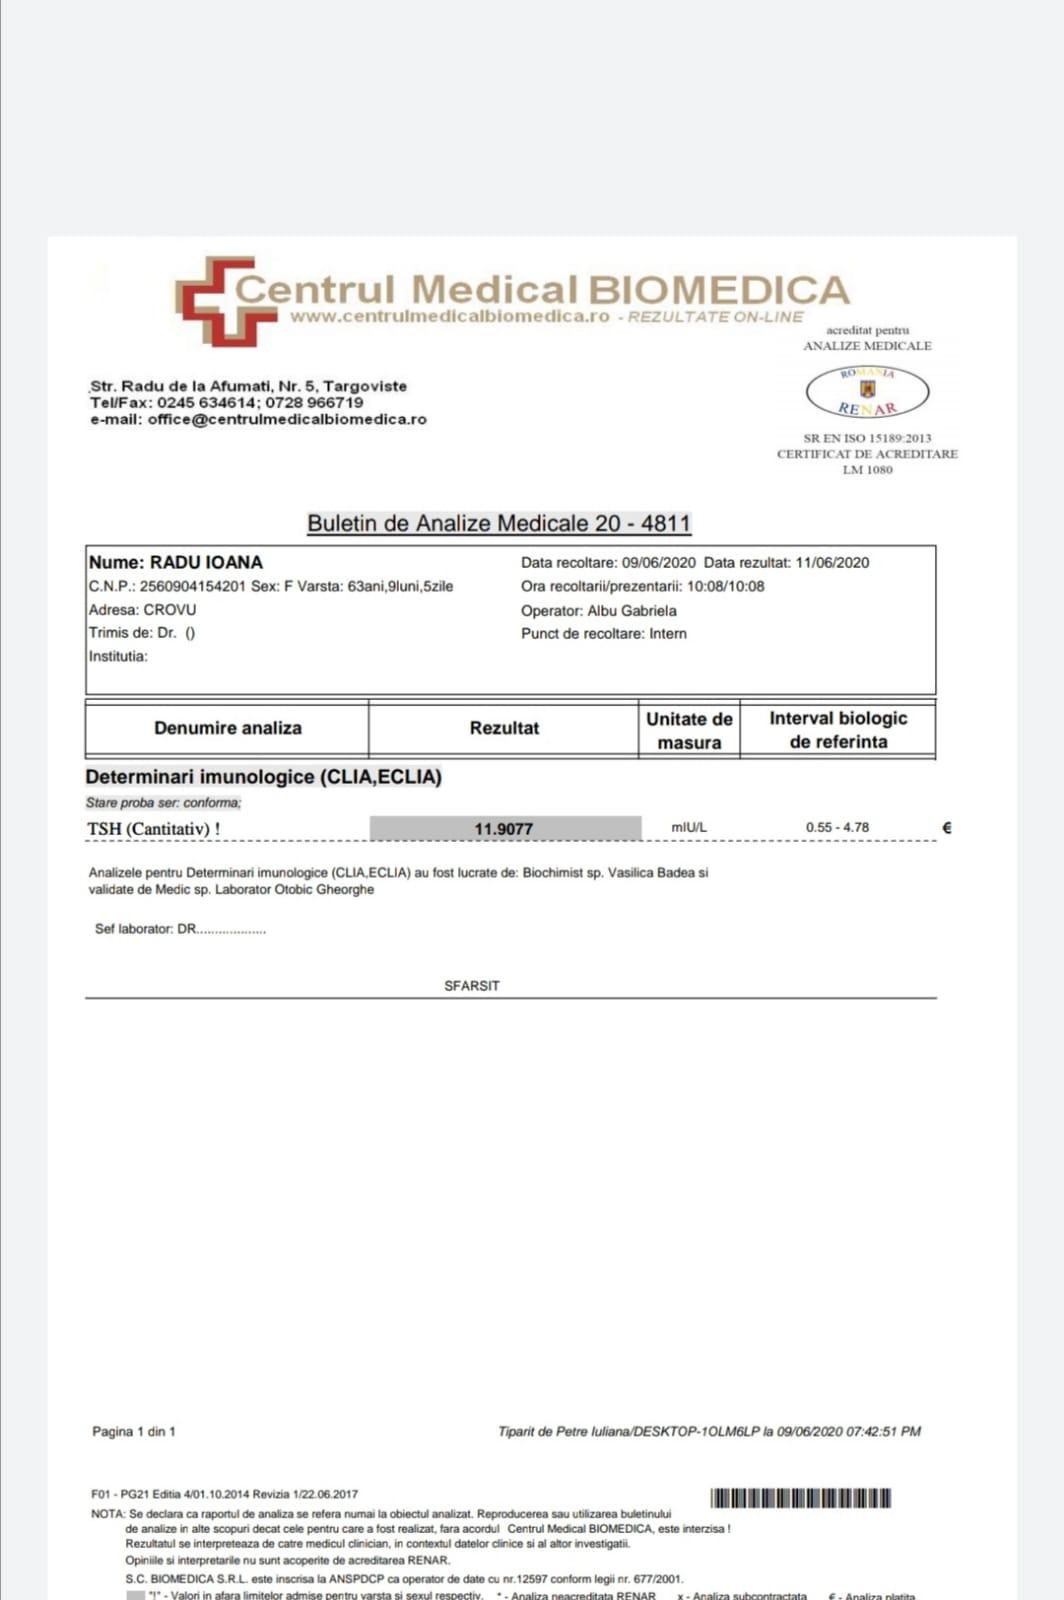 Centrul Medical BIOMEDICA
www.centrulmedicalbiomedica.ro - REZULTATE ON-LINE
acreditat pentru
ANALIZE MEDICALE
ROMANIA
RENAR
SR EN ISO 15189:2013
CERTIFICAT DE ACREDITARE
LM 1080
Str. Radu de la Afumati, Nr. 5, Targoviste
Tel/Fax: 0245 634614; 0728 966719
e-mail: office@centrulmedicalbiomedica.ro
Buletin de Analize Medicale 20 - 4811
Nume: RADU IOANA
Data recoltare: 09/06/2020 Data rezultat: 11/06/2020
C.N.P.: 2560904154201 Sex: F Varsta: 63ani,9luni,5zile
Ora recoltarii/prezentarii: 10:08/10:08
Adresa: CROVU
Operator: Albu Gabriela
Trimis de: Dr. ()
Punct de recoltare: Intern
Institutia:
Denumire analiza Rezultat Unitate de masura Interval biologic de referinta
Determinari imunologice (CLIA,ECLIA)
Stare proba ser: conforma;
TSH (Cantitativ) ! 11.9077 mIU/L 0.55 - 4.78 €
Analizele pentru Determinari imunologice (CLIA,ECLIA) au fost lucrate de: Biochimist sp. Vasilica Badea si
validate de Medic sp. Laborator Otobic Gheorghe
Sef laborator: DR...................
SFARSIT
Pagina 1 din 1
Tiparit de Petre Iuliana/DESKTOP-1OLM6LP la 09/06/2020 07:42:51 PM
F01 - PG21 Editia 4/01.10.2014 Revizia 1/22.06.2017
NOTA: Se declara ca raportul de analiza se refera numai la obiectul analizat. Reproducerea sau utilizarea buletinului
de analize in alte scopuri decat cele pentru care a fost realizat, fara acordul Centrul Medical BIOMEDICA, este interzisa !
Rezultatul se interpreteaza de catre medicul clinician, in contextul datelor clinice si al altor investigatii.
Opiniile si interpretarile nu sunt acoperite de acreditarea RENAR.
S.C. BIOMEDICA S.R.L. este inscrisa la ANSPDCP ca operator de date cu nr.12597 conform legii nr. 677/2001.
"!" - Valori in afara limitelor admise pentru varsta si sexul respectiv. * - Analiza neacreditata RENAR x - Analiza subcontractata € - Analiza platita